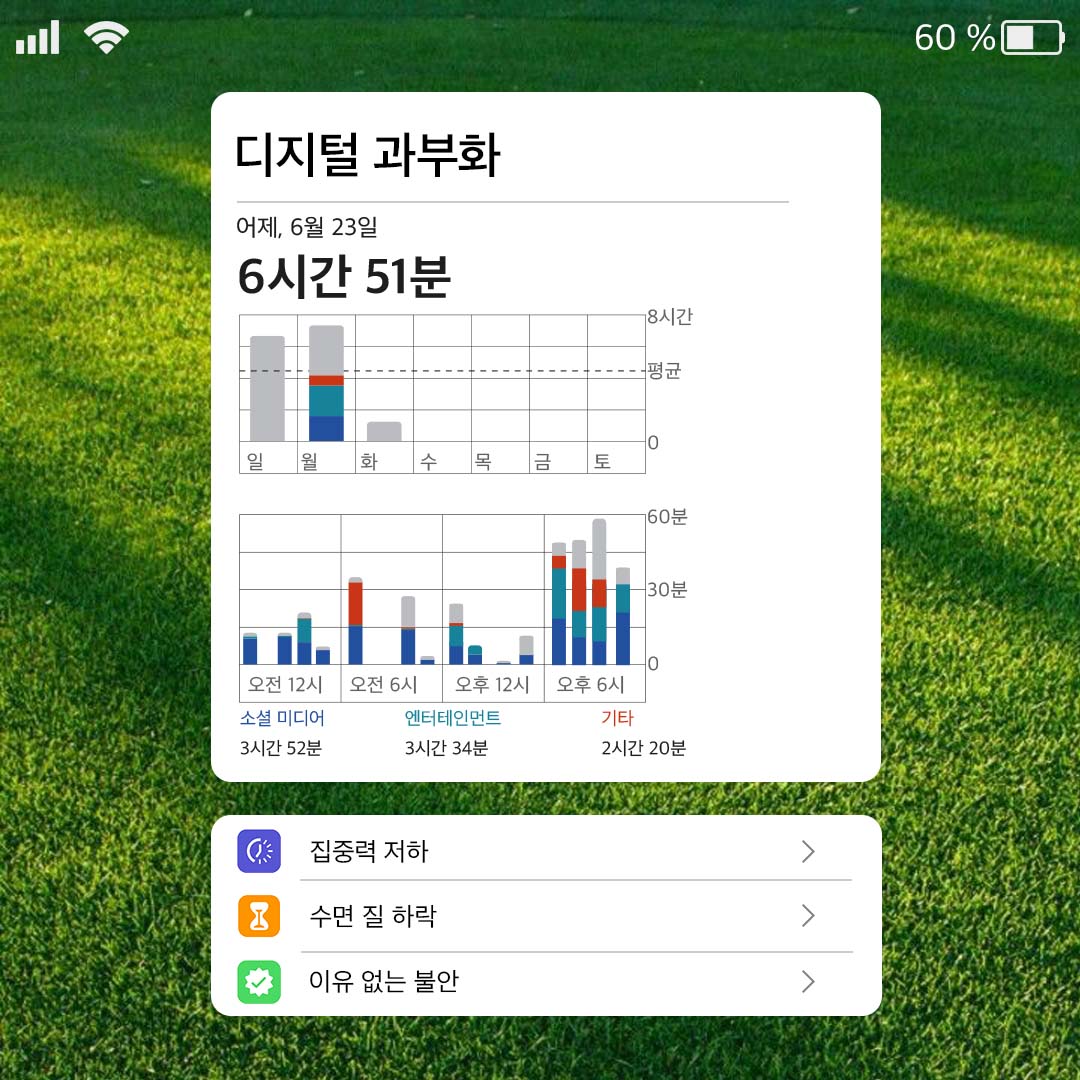 60 %
디지털 과부화
어제, 6월 23일
6시간 51분
8시간
평균
0
일 월 화 수 목 금 토
60분
30분
0
오전 12시 오전 6시 오후 12시 오후 6시
소셜 미디어 엔터테인먼트 기타
3시간 52분 3시간 34분 2시간 20분
집중력 저하
수면 질 하락
이유 없는 불안